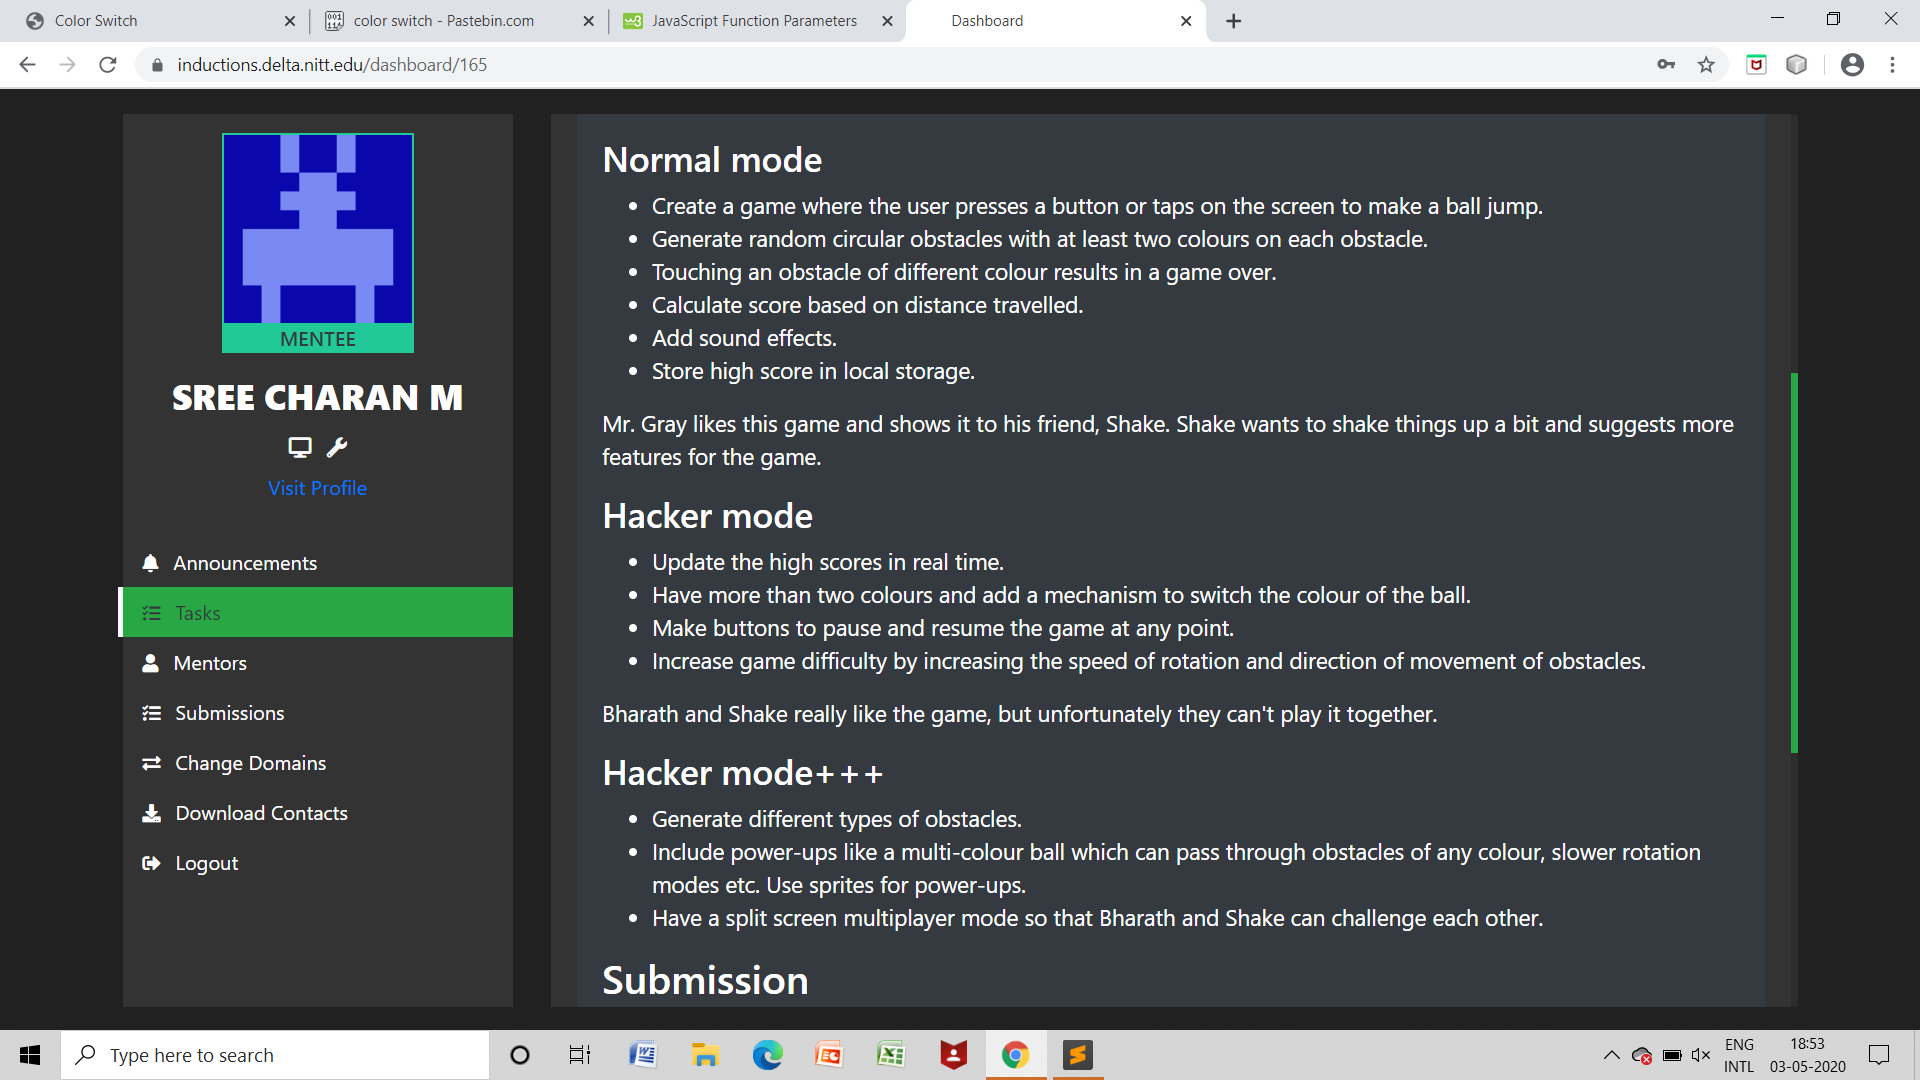 Color Switch
color switch - Pastebin.com
JavaScript Function Parameters
Dashboard
inductions.delta.nitt.edu/dashboard/165
MENTEE
SREE CHARAN M
Visit Profile
Announcements
Tasks
Mentors
Submissions
Change Domains
Download Contacts
Logout
Normal mode
• Create a game where the user presses a button or taps on the screen to make a ball jump.
• Generate random circular obstacles with at least two colours on each obstacle.
• Touching an obstacle of different colour results in a game over.
• Calculate score based on distance travelled.
• Add sound effects.
• Store high score in local storage.
Mr. Gray likes this game and shows it to his friend, Shake. Shake wants to shake things up a bit and suggests more
features for the game.
Hacker mode
• Update the high scores in real time.
• Have more than two colours and add a mechanism to switch the colour of the ball.
• Make buttons to pause and resume the game at any point.
• Increase game difficulty by increasing the speed of rotation and direction of movement of obstacles.
Bharath and Shake really like the game, but unfortunately they can't play it together.
Hacker mode+++
• Generate different types of obstacles.
• Include power-ups like a multi-colour ball which can pass through obstacles of any colour, slower rotation
modes etc. Use sprites for power-ups.
• Have a split screen multiplayer mode so that Bharath and Shake can challenge each other.
Submission
Type here to search
ENG
INTL
18:53
03-05-2020